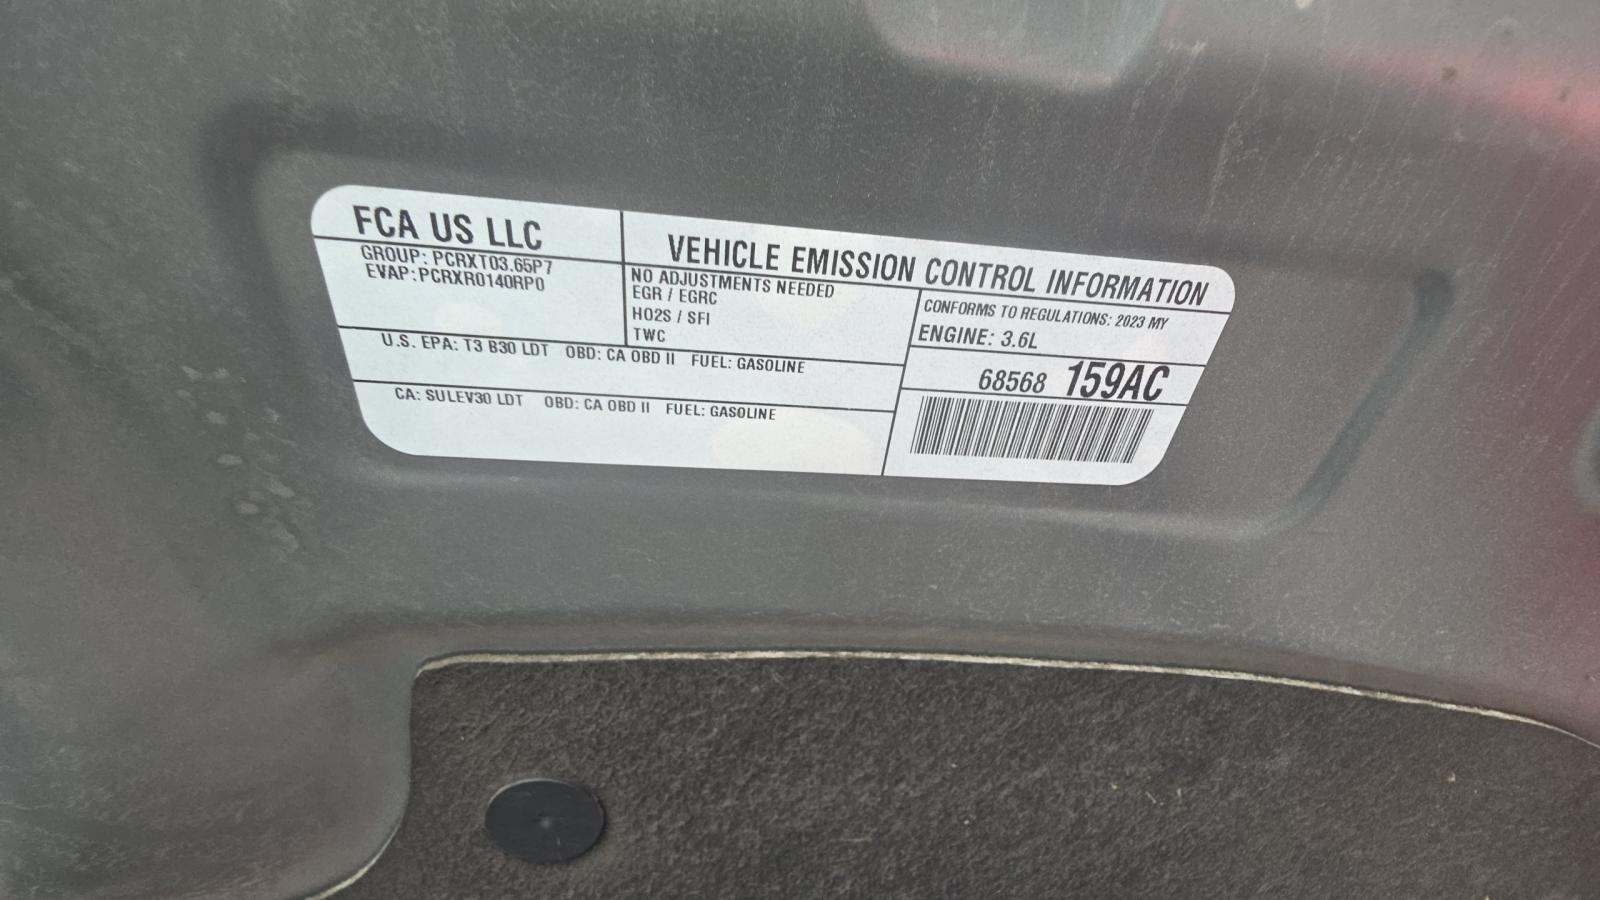 FCA US LLC
GROUP: PCRXT03.65P7
EVAP: PCRXR0140RP0
VEHICLE EMISSION CONTROL INFORMATION
NO ADJUSTMENTS NEEDED
EGR / EGRC
HO2S / SFI
TWC
CONFORMS TO REGULATIONS: 2023 MY
ENGINE: 3.6L
U.S. EPA: T3 B30 LDT OBD: CA OBD II FUEL: GASOLINE
68568 159AC
CA: SULEV30 LDT OBD: CA OBD II FUEL: GASOLINE